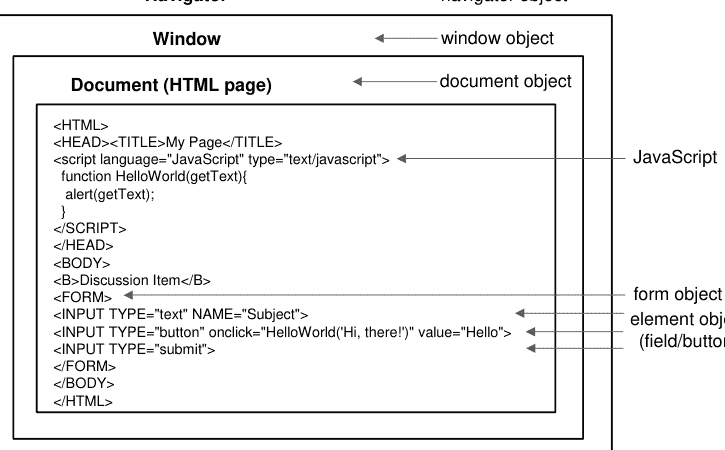 Window
window object
Document (HTML page)
document object
<HTML>
<HEAD><TITLE>My Page</TITLE>
<script language="JavaScript" type="text/javascript">
JavaScript
function HelloWorld(getText){
alert(getText);
}
</SCRIPT>
</HEAD>
<BODY>
<B>Discussion Item</B>
<FORM>
form object
<INPUT TYPE="text" NAME="Subject">
element
<INPUT TYPE="button" onclick="HelloWorld('Hi, there!')" value="Hello">
<INPUT TYPE="submit">
</FORM>
</BODY>
</HTML>